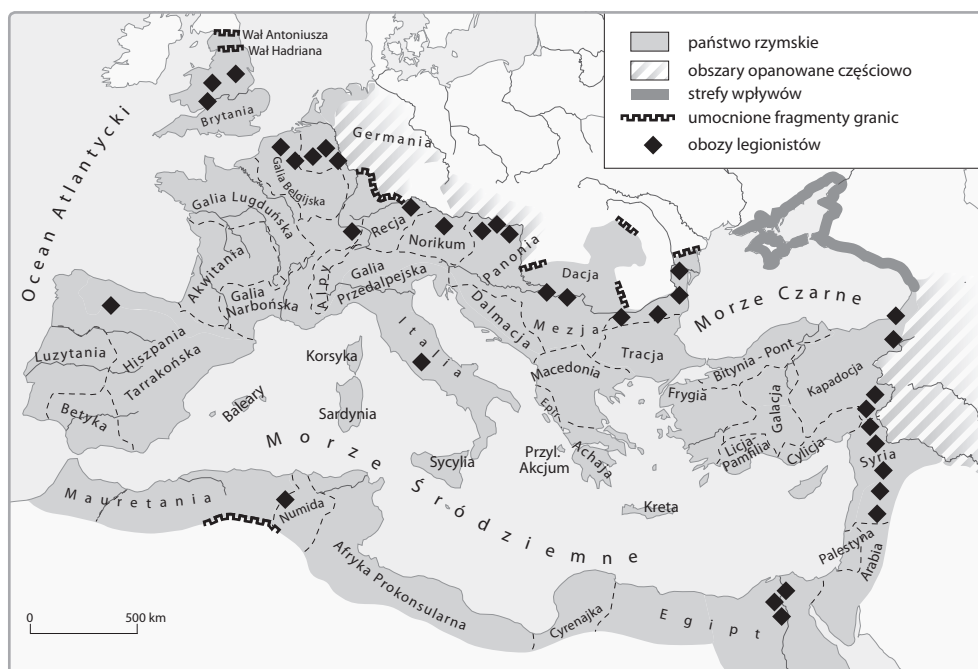 Wał Antoniusza
Wał Hadriana
Brytania
państwo rzymskie
obszary opanowane częściowo
strefy wpływów
umocnione fragmenty granic
obozy legionistów
Ocean Atlantycki
Germania
Galia Belgijska
Galia Lugduńska
Recja
Norikum
Panonia
Akwitania
Galia
Narbońska
Alpy
Galia
Przedalpejska
Dacja
Morze Czarne
Dalmacja
Mezja
Italia
Luzytania
Hiszpania
Tarrakońska
Betyka
Baleary
Korsyka
Sardynia
Macedonia
Tracja
Epir
Achaja
Przyl.
Akcjum
Bitynia
Pont
Frygia
Galacja
Kapadocja
Licja
Pamfilia
Cylicja
Syria
Morze Śródziemne
Sycylia
Kreta
Mauretania
Numida
Afryka Prokonsularna
Cyrenajka
Egipt
Palestyna
Arabia
0
500 km